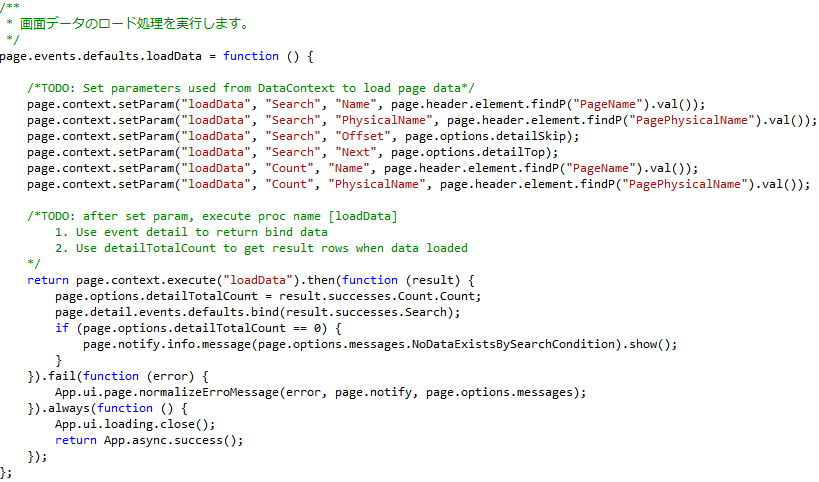 /**
 * 画面データのロード処理を実行します。
 */
page.events.defaults.loadData = function () {

    /*TODO: Set parameters used from DataContext to load page data*/
    page.context.setParam("loadData", "Search", "Name", page.header.element.findP("PageName").val());
    page.context.setParam("loadData", "Search", "PhysicalName", page.header.element.findP("PagePhysicalName").val());
    page.context.setParam("loadData", "Search", "Offset", page.options.detailSkip);
    page.context.setParam("loadData", "Search", "Next", page.options.detailTop);
    page.context.setParam("loadData", "Count", "Name", page.header.element.findP("PageName").val());
    page.context.setParam("loadData", "Count", "PhysicalName", page.header.element.findP("PagePhysicalName").val());

    /*TODO: after set param, execute proc name [loadData]
        1. Use event detail to return bind data
        2. Use detailTotalCount to get result rows when data loaded
    */
    return page.context.execute("loadData").then(function (result) {
        page.options.detailTotalCount = result.successes.Count.Count;
        page.detail.events.defaults.bind(result.successes.Search);
        if (page.options.detailTotalCount == 0) {
            page.notify.info.message(page.options.messages.NoDataExistsBySearchCondition).show();
        }
    }).fail(function (error) {
        App.ui.page.normalizeErroMessage(error, page.notify, page.options.messages);
    }).always(function () {
        App.ui.loading.close();
        return App.async.success();
    });
};